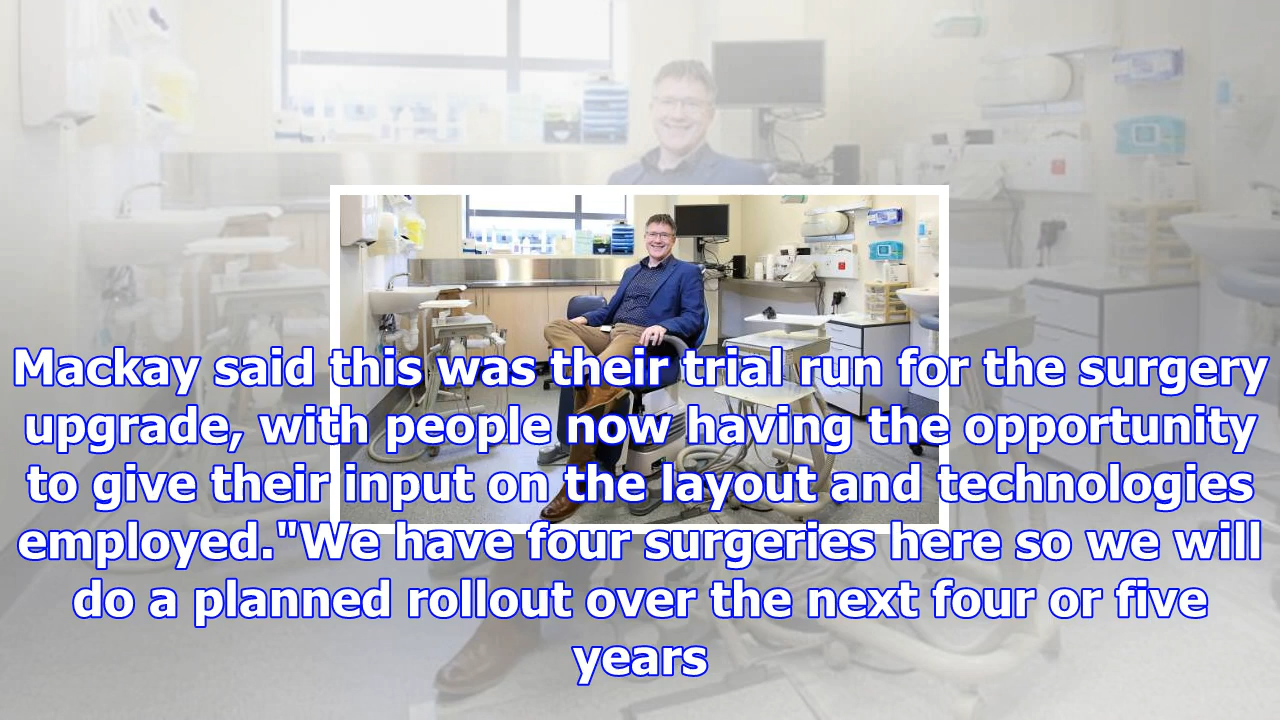 Mackay said this was their trial run for the surgery
upgrade, with people now having the opportunity
to give their input on the layout and technologies
employed."We have four surgeries here so we will
do a planned rollout over the next four or five
years